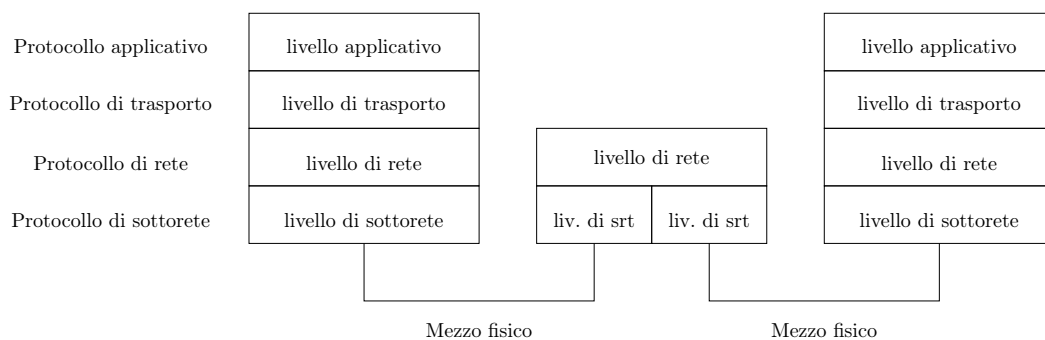 Protocollo applicativo livello applicativo livello applicativo
Protocollo di trasporto livello di trasporto livello di trasporto
Protocollo di rete livello di rete livello di rete livello di rete
Protocollo di sottorete livello di sottorete liv. di srt liv. di srt livello di sottorete
Mezzo fisico Mezzo fisico